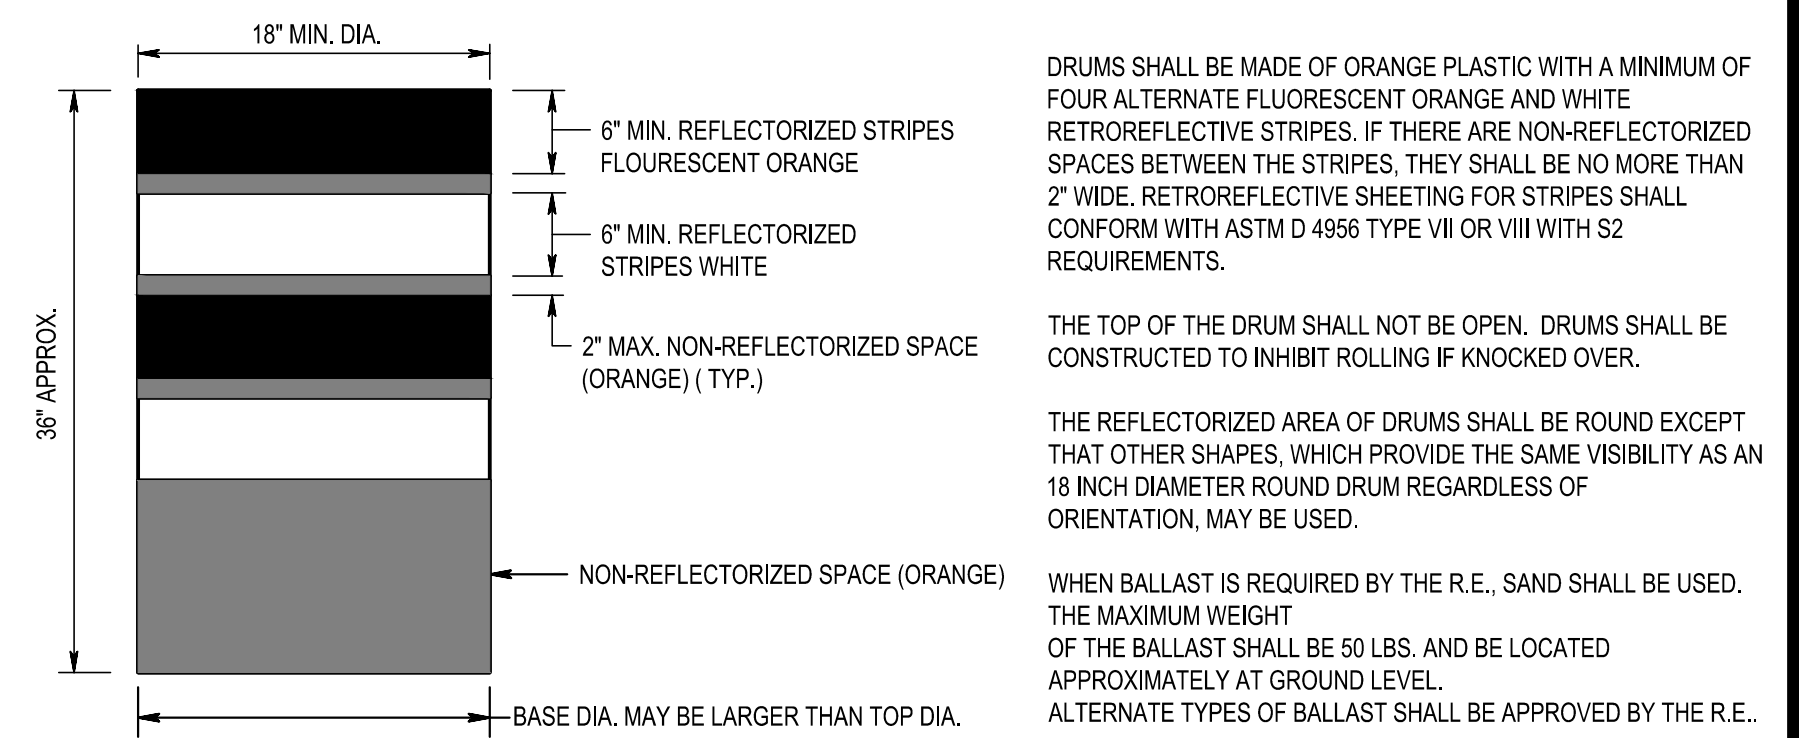 18" MIN. DIA.
36" APPROX.
6" MIN. REFLECTORIZED STRIPES
FLOURESCENT ORANGE
6" MIN. REFLECTORIZED
STRIPES WHITE
2" MAX. NON-REFLECTORIZED SPACE
(ORANGE) ( TYP.)
NON-REFLECTORIZED SPACE (ORANGE)
BASE DIA. MAY BE LARGER THAN TOP DIA.
DRUMS SHALL BE MADE OF ORANGE PLASTIC WITH A MINIMUM OF
FOUR ALTERNATE FLUORESCENT ORANGE AND WHITE
RETROREFLECTIVE STRIPES. IF THERE ARE NON-REFLECTORIZED
SPACES BETWEEN THE STRIPES, THEY SHALL BE NO MORE THAN
2" WIDE. RETROREFLECTIVE SHEETING FOR STRIPES SHALL
CONFORM WITH ASTM D 4956 TYPE VII OR VIII WITH S2
REQUIREMENTS.
THE TOP OF THE DRUM SHALL NOT BE OPEN. DRUMS SHALL BE
CONSTRUCTED TO INHIBIT ROLLING IF KNOCKED OVER.
THE REFLECTORIZED AREA OF DRUMS SHALL BE ROUND EXCEPT
THAT OTHER SHAPES, WHICH PROVIDE THE SAME VISIBILITY AS AN
18 INCH DIAMETER ROUND DRUM REGARDLESS OF
ORIENTATION, MAY BE USED.
WHEN BALLAST IS REQUIRED BY THE R.E., SAND SHALL BE USED.
THE MAXIMUM WEIGHT
OF THE BALLAST SHALL BE 50 LBS. AND BE LOCATED
APPROXIMATELY AT GROUND LEVEL.
ALTERNATE TYPES OF BALLAST SHALL BE APPROVED BY THE R.E..